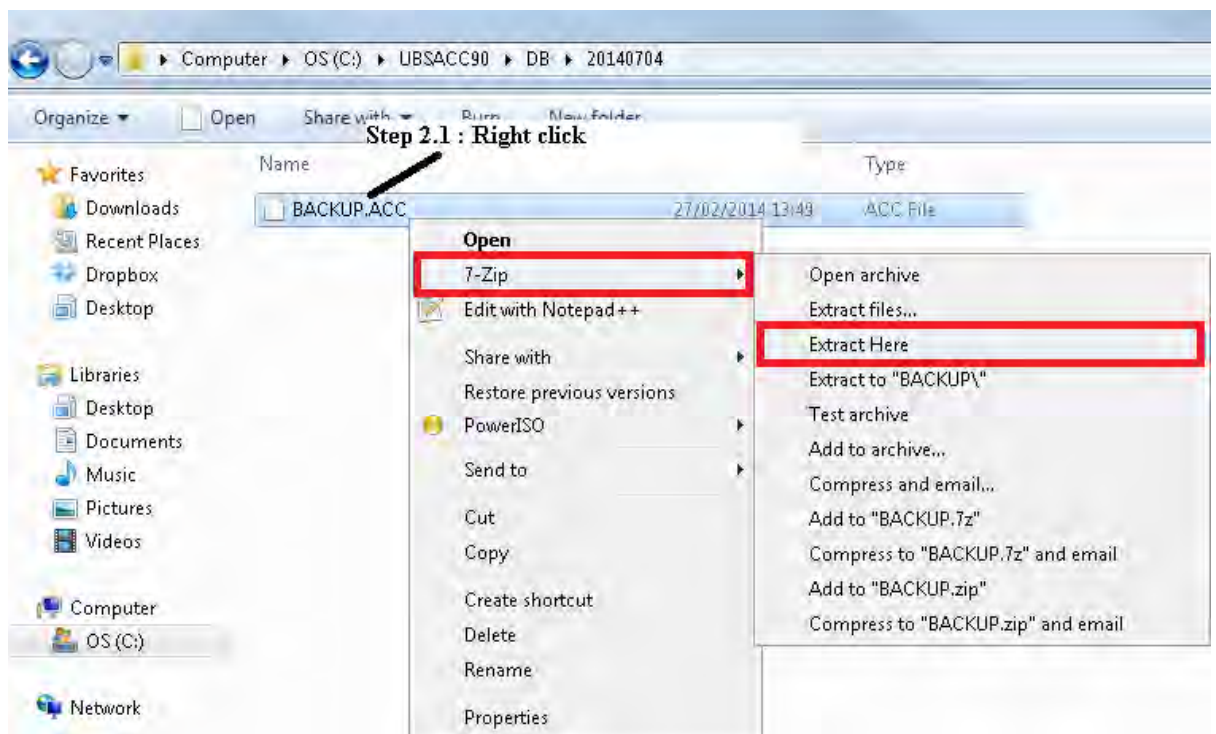 Computer ▸ OS (C:) ▸ UBSACC90 ▸ DB ▸ 20140704
Organize Open Share with Burn New folder
Step 2.1 : Right click
Name Type
BACKUP.ACC 27/02/2014 13:49 ACC File
Favorites
Downloads
Recent Places
Dropbox
Desktop
Libraries
Desktop
Documents
Music
Pictures
Videos
Computer
OS (C:)
Network
Open
7-Zip
Edit with Notepad++
Share with
Restore previous versions
PowerISO
Send to
Cut
Copy
Create shortcut
Delete
Rename
Properties
Open archive
Extract files...
Extract Here
Extract to "BACKUP\"
Test archive
Add to archive...
Compress and email...
Add to "BACKUP.7z"
Compress to "BACKUP.7z" and email
Add to "BACKUP.zip"
Compress to "BACKUP.zip" and email